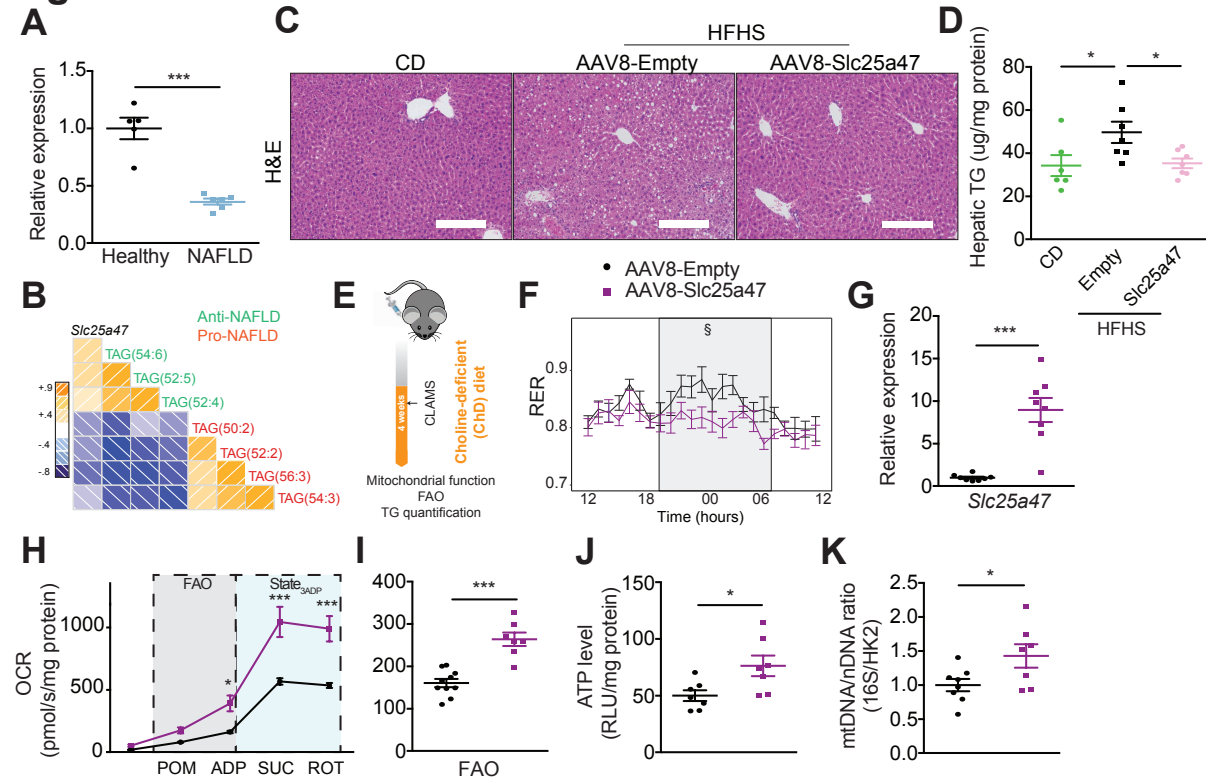 A
1.5
***
1.0
0.5
0.0
Relative expression
Healthy
NAFLD
C
HFHS
CD
AAV8-Empty
AAV8-Slc25a47
H&E
D
*
*
80
60
40
20
0
Hepatic TG (ug/mg protein)
CD
Empty
Slc25a47
HFHS
B
Anti-NAFLD
Pro-NAFLD
Slc25a47
TAG(54:6)
TAG(52:5)
TAG(52:4)
TAG(50:2)
TAG(52:2)
TAG(56:3)
TAG(54:3)
+.9
+.4
-.4
-.8
E
4 weeks
CLAMS
Choline-deficient
(ChD) diet
Mitochondrial function
FAO
TG quantification
AAV8-Empty
AAV8-Slc25a47
F
§
0.9
0.8
0.7
RER
12
18
00
06
12
Time (hours)
G
***
20
15
10
5
0
Relative expression
Slc25a47
H
FAO
State3ADP
***
***
*
1000
500
0
OCR
(pmol/s/mg protein)
POM
ADP
SUC
ROT
I
***
400
300
200
100
0
FAO
J
*
150
100
50
0
ATP level
(RLU/mg protein)
K
*
2.5
2.0
1.5
1.0
0.5
0.0
mtDNA/nDNA ratio
(16S/HK2)